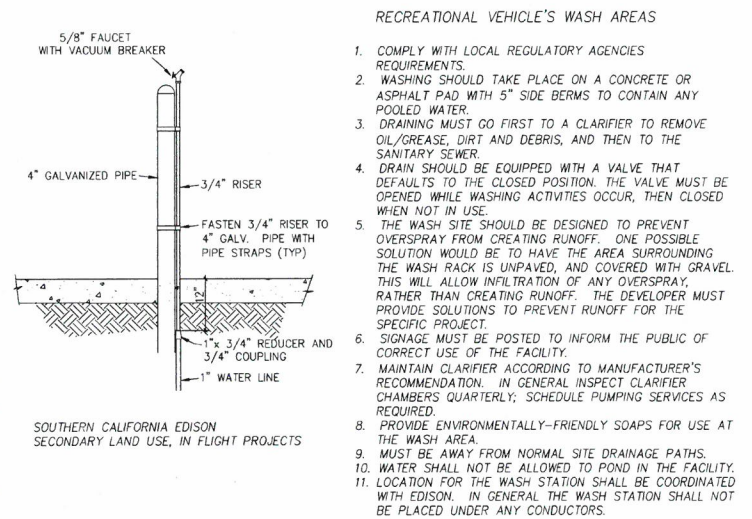 5/8" FAUCET
WITH VACUUM BREAKER
4" GALVANIZED PIPE
3/4" RISER
FASTEN 3/4" RISER TO
4" GALV. PIPE WITH
PIPE STRAPS (TYP)
12"
1"x 3/4" REDUCER AND
3/4" COUPLING
1" WATER LINE
SOUTHERN CALIFORNIA EDISON
SECONDARY LAND USE, IN FLIGHT PROJECTS
RECREATIONAL VEHICLE'S WASH AREAS
1. COMPLY WITH LOCAL REGULATORY AGENCIES
REQUIREMENTS.
2. WASHING SHOULD TAKE PLACE ON A CONCRETE OR
ASPHALT PAD WITH 5" SIDE BERMS TO CONTAIN ANY
POOLED WATER.
3. DRAINING MUST GO FIRST TO A CLARIFIER TO REMOVE
OIL/GREASE, DIRT AND DEBRIS, AND THEN TO THE
SANITARY SEWER.
4. DRAIN SHOULD BE EQUIPPED WITH A VALVE THAT
DEFAULTS TO THE CLOSED POSITION. THE VALVE MUST BE
OPENED WHILE WASHING ACTIVITIES OCCUR, THEN CLOSED
WHEN NOT IN USE.
5. THE WASH SITE SHOULD BE DESIGNED TO PREVENT
OVERSPRAY FROM CREATING RUNOFF. ONE POSSIBLE
SOLUTION WOULD BE TO HAVE THE AREA SURROUNDING
THE WASH RACK IS UNPAVED, AND COVERED WITH GRAVEL.
THIS WILL ALLOW INFILTRATION OF ANY OVERSPRAY,
RATHER THAN CREATING RUNOFF. THE DEVELOPER MUST
PROVIDE SOLUTIONS TO PREVENT RUNOFF FOR THE
SPECIFIC PROJECT.
6. SIGNAGE MUST BE POSTED TO INFORM THE PUBLIC OF
CORRECT USE OF THE FACILITY.
7. MAINTAIN CLARIFIER ACCORDING TO MANUFACTURER'S
RECOMMENDATION. IN GENERAL INSPECT CLARIFIER
CHAMBERS QUARTERLY; SCHEDULE PUMPING SERVICES AS
REQUIRED.
8. PROVIDE ENVIRONMENTALLY-FRIENDLY SOAPS FOR USE AT
THE WASH AREA.
9. MUST BE AWAY FROM NORMAL SITE DRAINAGE PATHS.
10. WATER SHALL NOT BE ALLOWED TO POND IN THE FACILITY.
11. LOCATION FOR THE WASH STATION SHALL BE COORDINATED
WITH EDISON. IN GENERAL THE WASH STATION SHALL NOT
BE PLACED UNDER ANY CONDUCTORS.